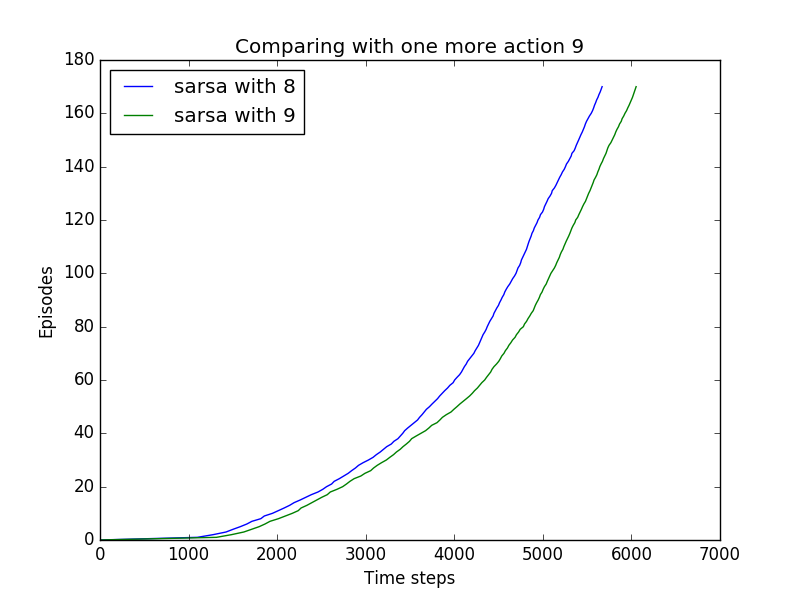 Comparing with one more action 9
sarsa with 8
sarsa with 9
Episodes
180
160
140
120
100
80
60
40
20
0
0 1000 2000 3000 4000 5000 6000 7000
Time steps